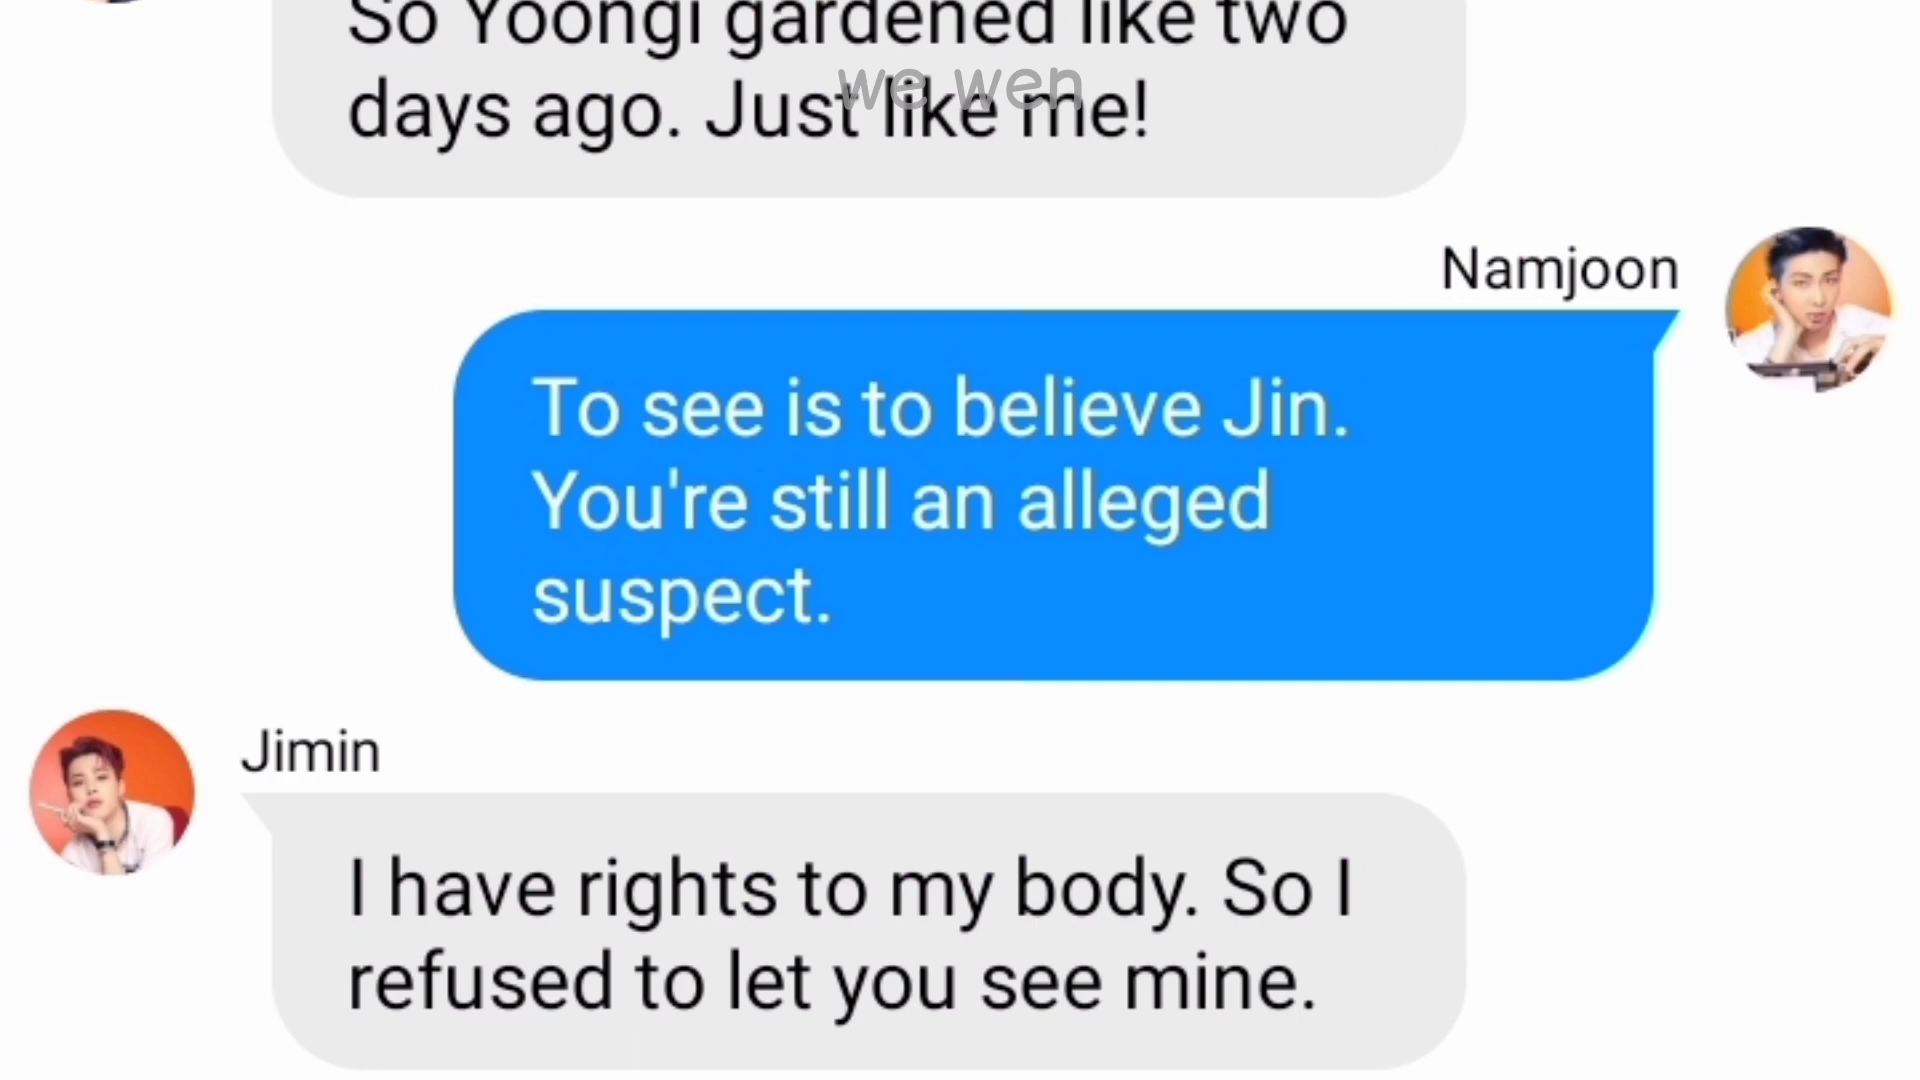 So Yoongi gardened like two
days ago. Just like me!
we wen
Namjoon
To see is to believe Jin.
You're still an alleged
suspect.
Jimin
I have rights to my body. So I
refused to let you see mine.